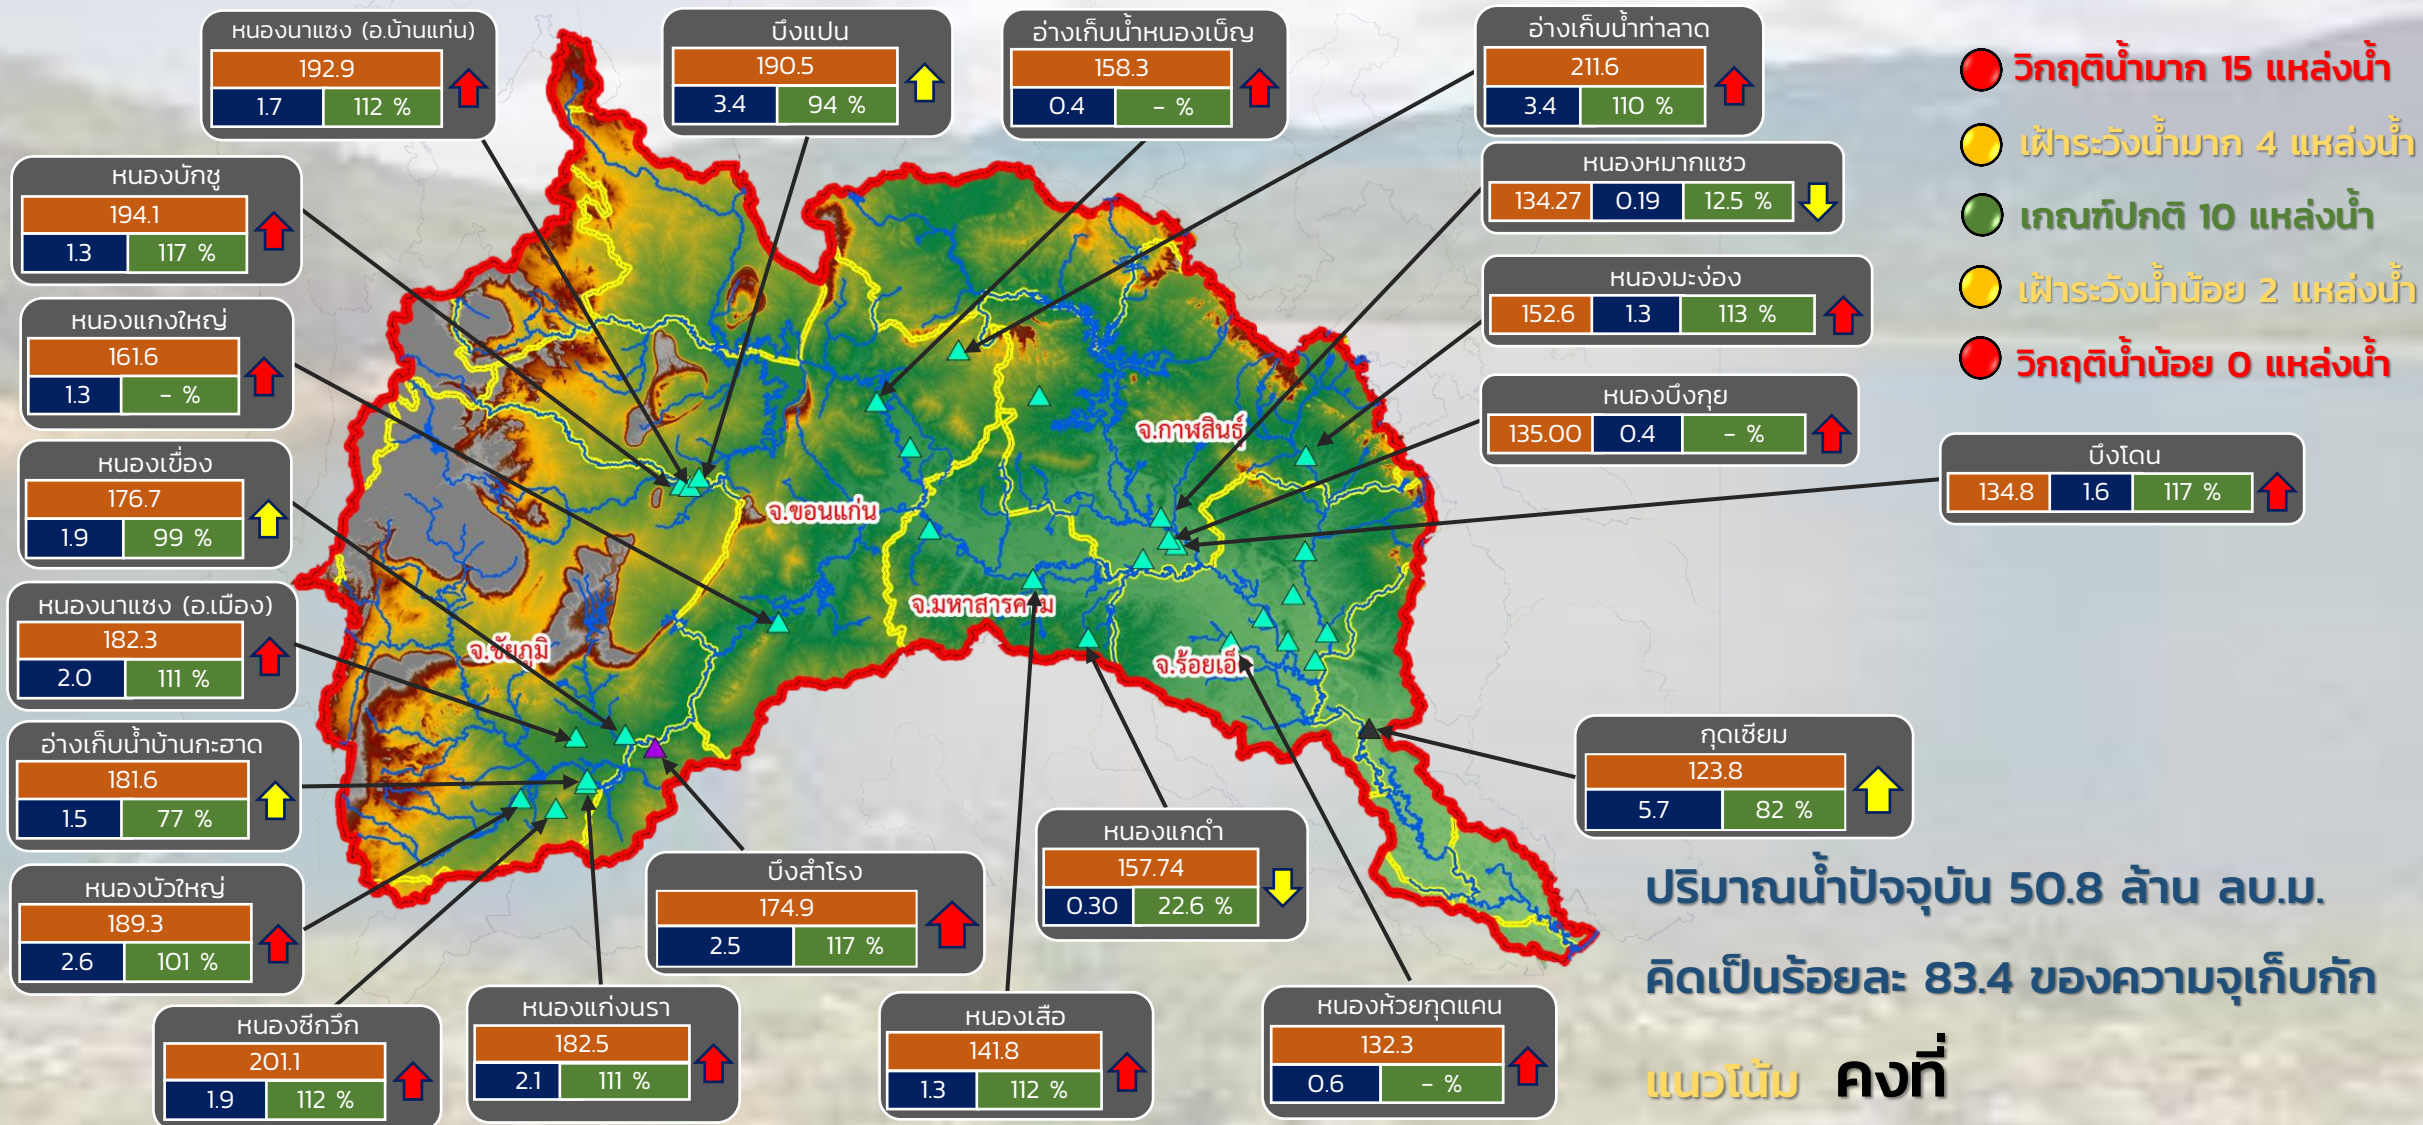 หนองนาแซง (อ.บ้านแท่น)
192.9
1.7 112 %
บึงแปน
190.5
3.4 94 %
อ่างเก็บน้ำหนองเบ็ญ
158.3
0.4 - %
อ่างเก็บน้ำท่าลาด
211.6
3.4 110 %
วิกฤติน้ำมาก 15 แหล่งน้ำ
เฝ้าระวังน้ำมาก 4 แหล่งน้ำ
เกณฑ์ปกติ 10 แหล่งน้ำ
เฝ้าระวังน้ำน้อย 2 แหล่งน้ำ
วิกฤติน้ำน้อย 0 แหล่งน้ำ
หนองบักชู
194.1
1.3 117 %
หนองหมากแซว
134.27 0.19 12.5 %
หนองมะง่อง
152.6 1.3 113 %
หนองแกงใหญ่
161.6
1.3 - %
หนองบึงกุย
135.00 0.4 - %
บึงโดน
134.8 1.6 117 %
หนองเขื่อง
176.7
1.9 99 %
จ.กาฬสินธุ์
จ.ขอนแก่น
จ.มหาสารคาม
จ.ชัยภูมิ
จ.ร้อยเอ็ด
หนองนาแซง (อ.เมือง)
182.3
2.0 111 %
อ่างเก็บน้ำบ้านกะฮาด
181.6
1.5 77 %
กุดเซียม
123.8
5.7 82 %
หนองบัวใหญ่
189.3
2.6 101 %
บึงสำโรง
174.9
2.5 117 %
หนองแกดำ
157.74
0.30 22.6 %
หนองซีกวึก
201.1
1.9 112 %
หนองแก่งนรา
182.5
2.1 111 %
หนองเสือ
141.8
1.3 112 %
หนองห้วยกุดแคน
132.3
0.6 - %
ปริมาณน้ำปัจจุบัน 50.8 ล้าน ลบ.ม.
คิดเป็นร้อยละ 83.4 ของความจุเก็บกัก
แนวโน้ม คงที่